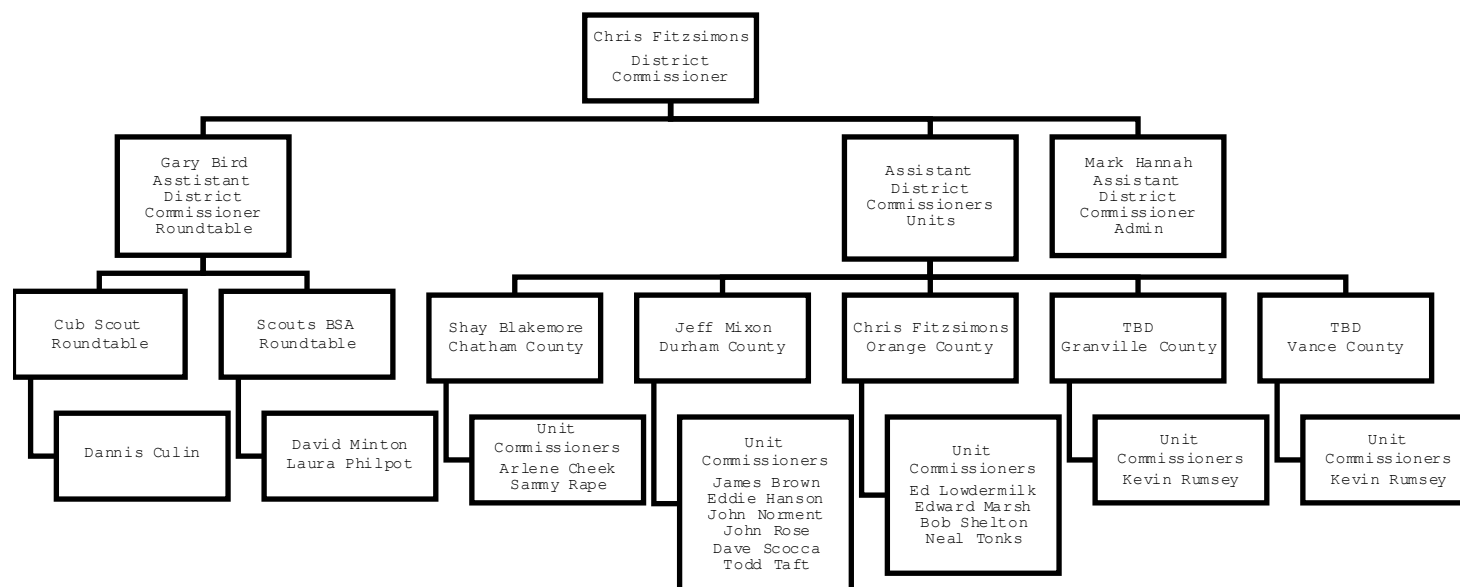 Chris Fitzsimons
District
Commissioner
Gary Bird
Asstistant
District
Commissioner
Roundtable
Assistant
District
Commissioners
Units
Mark Hannah
Assistant
District
Commissioner
Admin
Cub Scout
Roundtable
Scouts BSA
Roundtable
Shay Blakemore
Chatham County
Jeff Mixon
Durham County
Chris Fitzsimons
Orange County
TBD
Granville County
TBD
Vance County
Dannis Culin
David Minton
Laura Philpot
Unit
Commissioners
Arlene Cheek
Sammy Rape
Unit
Commissioners
James Brown
Eddie Hanson
John Norment
John Rose
Dave Scocca
Todd Taft
Unit
Commissioners
Ed Lowdermilk
Edward Marsh
Bob Shelton
Neal Tonks
Unit
Commissioners
Kevin Rumsey
Unit
Commissioners
Kevin Rumsey